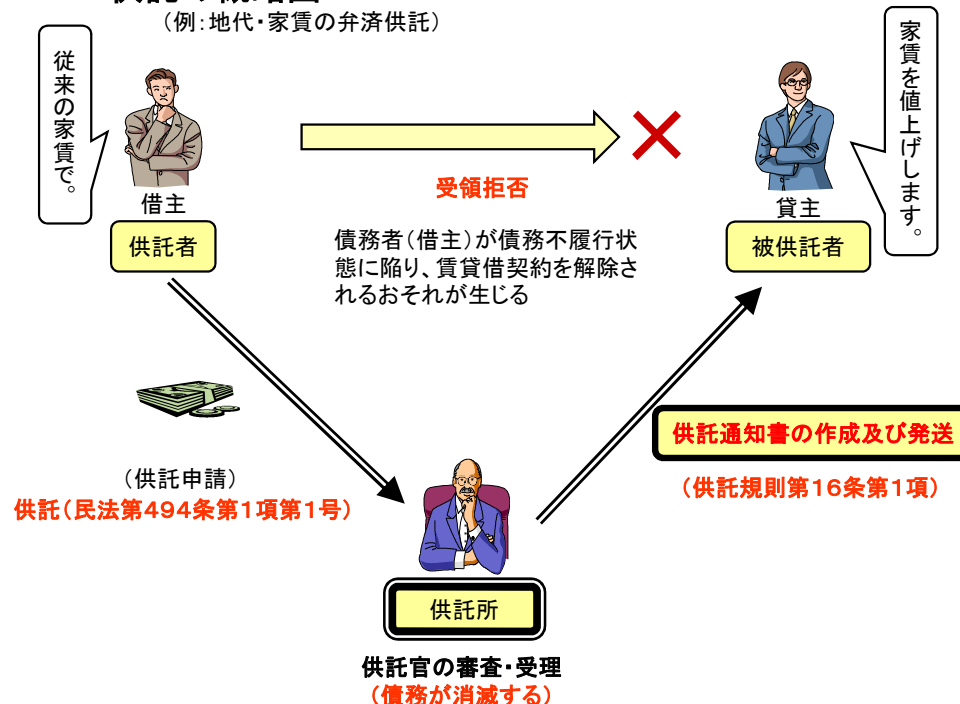 （例：地代・家賃の弁済供託）
従来の家賃で。
家賃を値上げします。
受領拒否
借主
貸主
供託者
被供託者
債務者（借主）が債務不履行状
態に陥り、賃貸借契約を解除さ
れるおそれが生じる
供託通知書の作成及び発送
（供託申請）
（供託規則第１６条第１項）
供託（民法第４９４条第１項第１号）
供託所
供託官の審査・受理
（債務が消滅する）